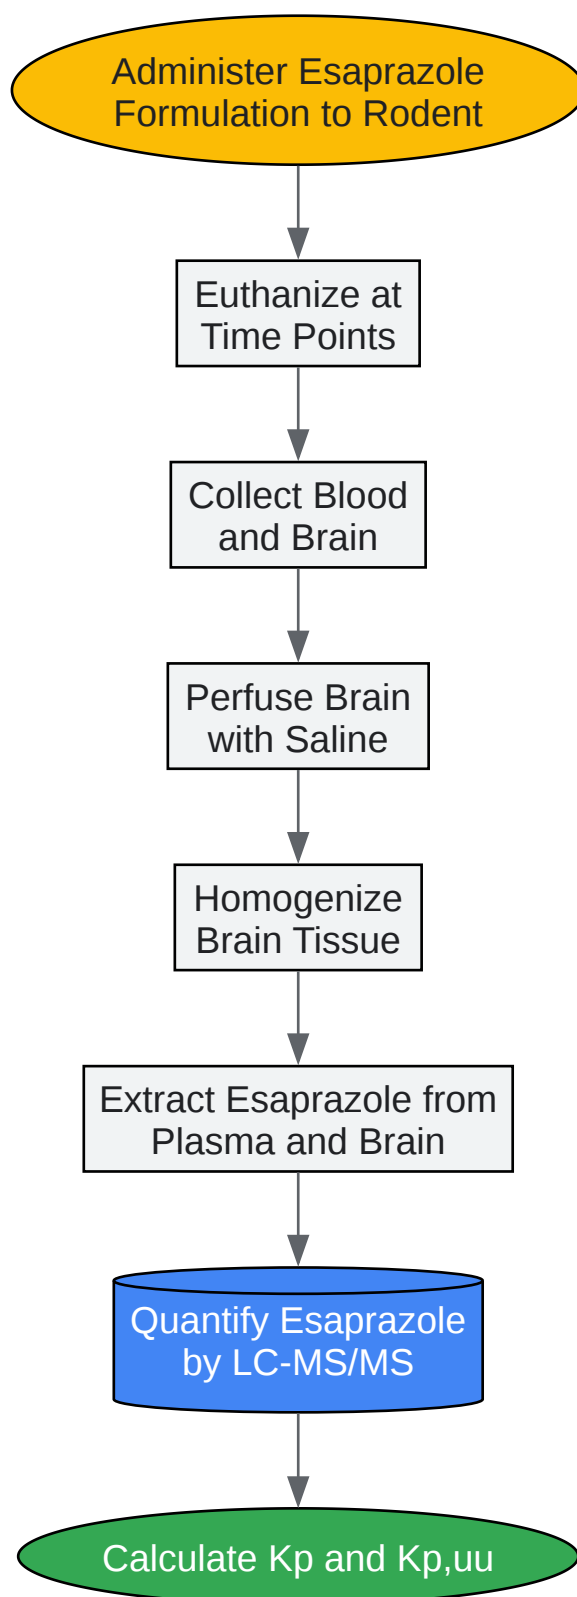 Administer Esaprazole
Formulation to Rodent
Euthanize at
Time Points
Collect Blood
and Brain
Perfuse Brain
with Saline
Homogenize
Brain Tissue
Extract Esaprazole from
Plasma and Brain
Quantify Esaprazole
by LC-MS/MS
Calculate Kp and Kp,uu